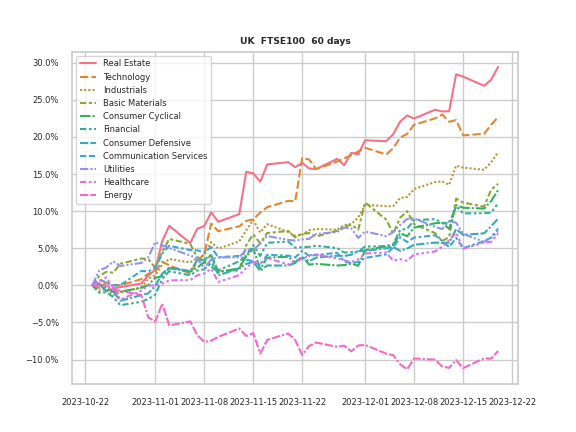 UK  FTSE100  60 days
30.0%
25.0%
20.0%
15.0%
10.0%
5.0%
0.0%
−5.0%
−10.0%
Real Estate
Technology
Industrials
Basic Materials
Consumer Cyclical
Financial
Consumer Defensive
Communication Services
Utilities
Healthcare
Energy
2023-10-22 2023-11-01 2023-11-08 2023-11-15 2023-11-22 2023-12-01 2023-12-08 2023-12-15 2023-12-22